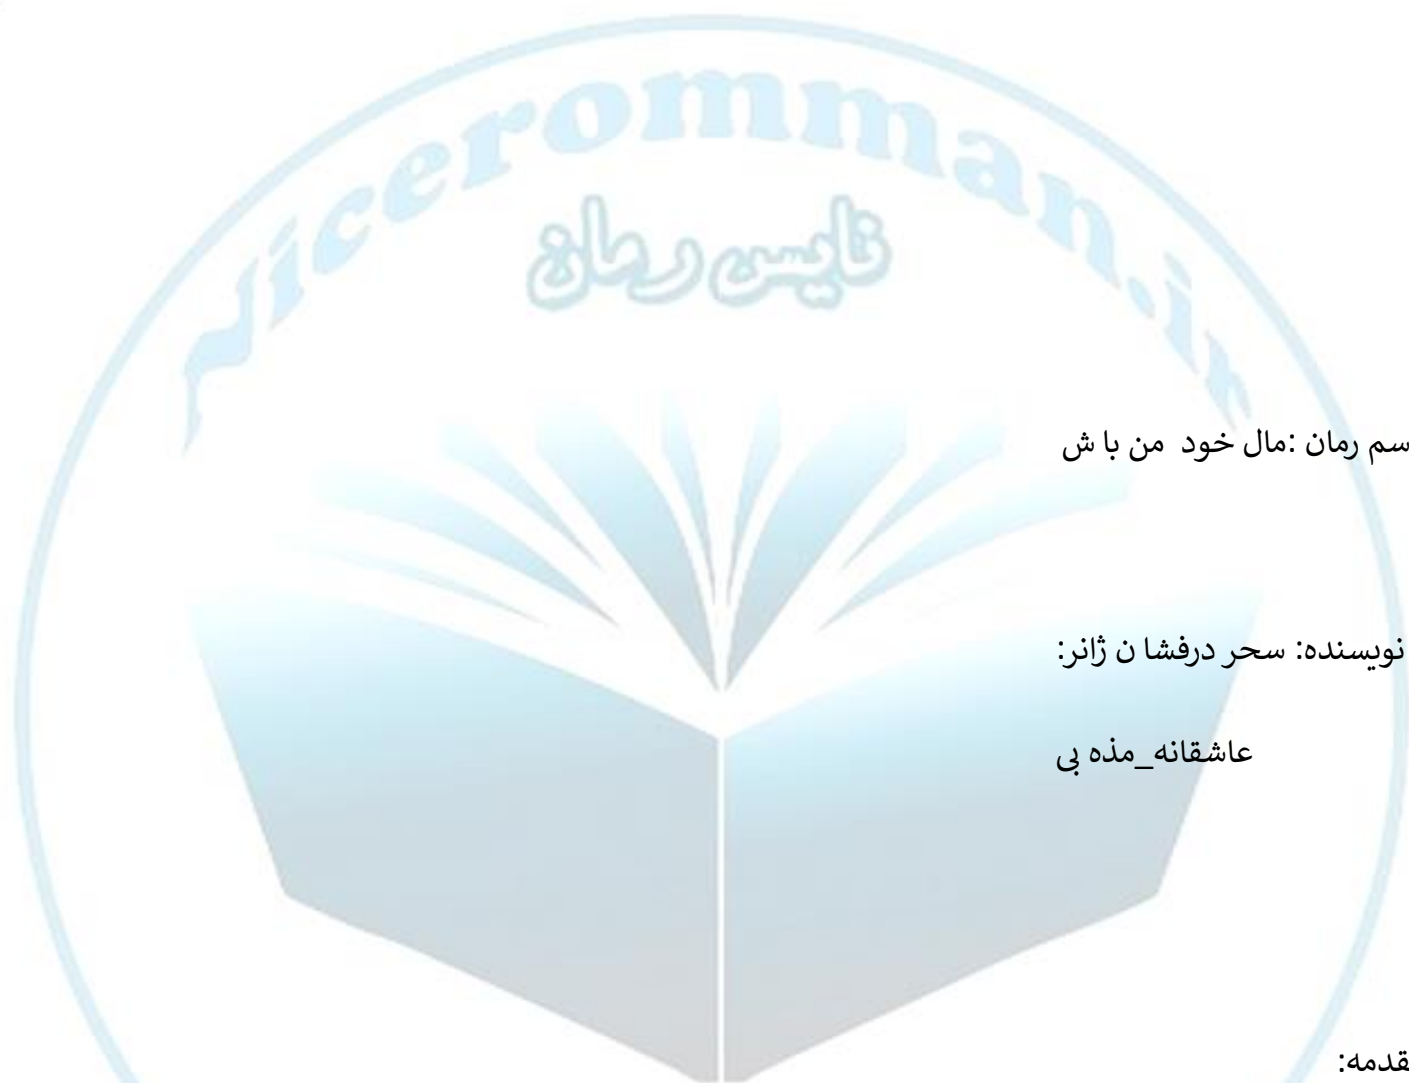 Niceromman.ir
نایس رمان
سم رمان :مال خود من با ش
نویسنده: سحر درفشا ن ژانر:
عاشقانه_مذه بی
قدمه: